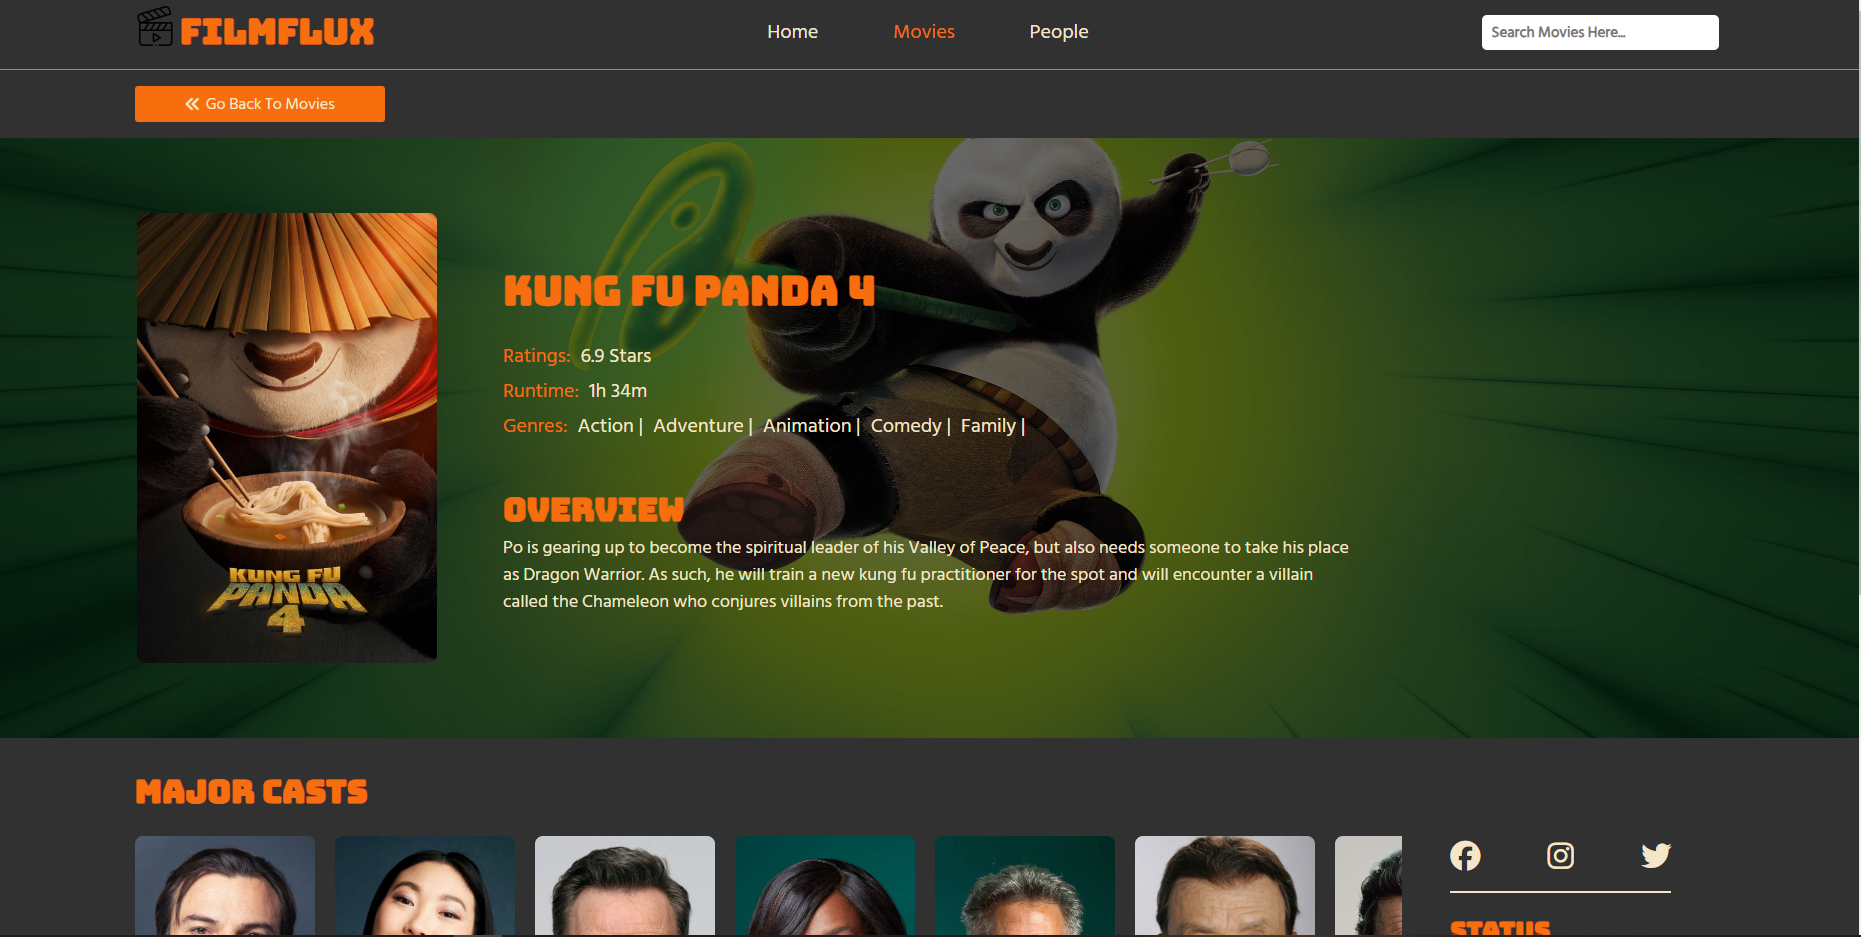 FILMFLUX
Home Movies People
Search Movies Here...
Go Back To Movies
KUNG FU PANDA 4
Ratings: 6.9 Stars
Runtime: 1h 34m
Genres: Action | Adventure | Animation | Comedy | Family |
OVERVIEW
Po is gearing up to become the spiritual leader of his Valley of Peace, but also needs someone to take his place
as Dragon Warrior. As such, he will train a new kung fu practitioner for the spot and will encounter a villain
called the Chameleon who conjures villains from the past.
KUNG FU
PANDA
4
MAJOR CASTS
STATUS